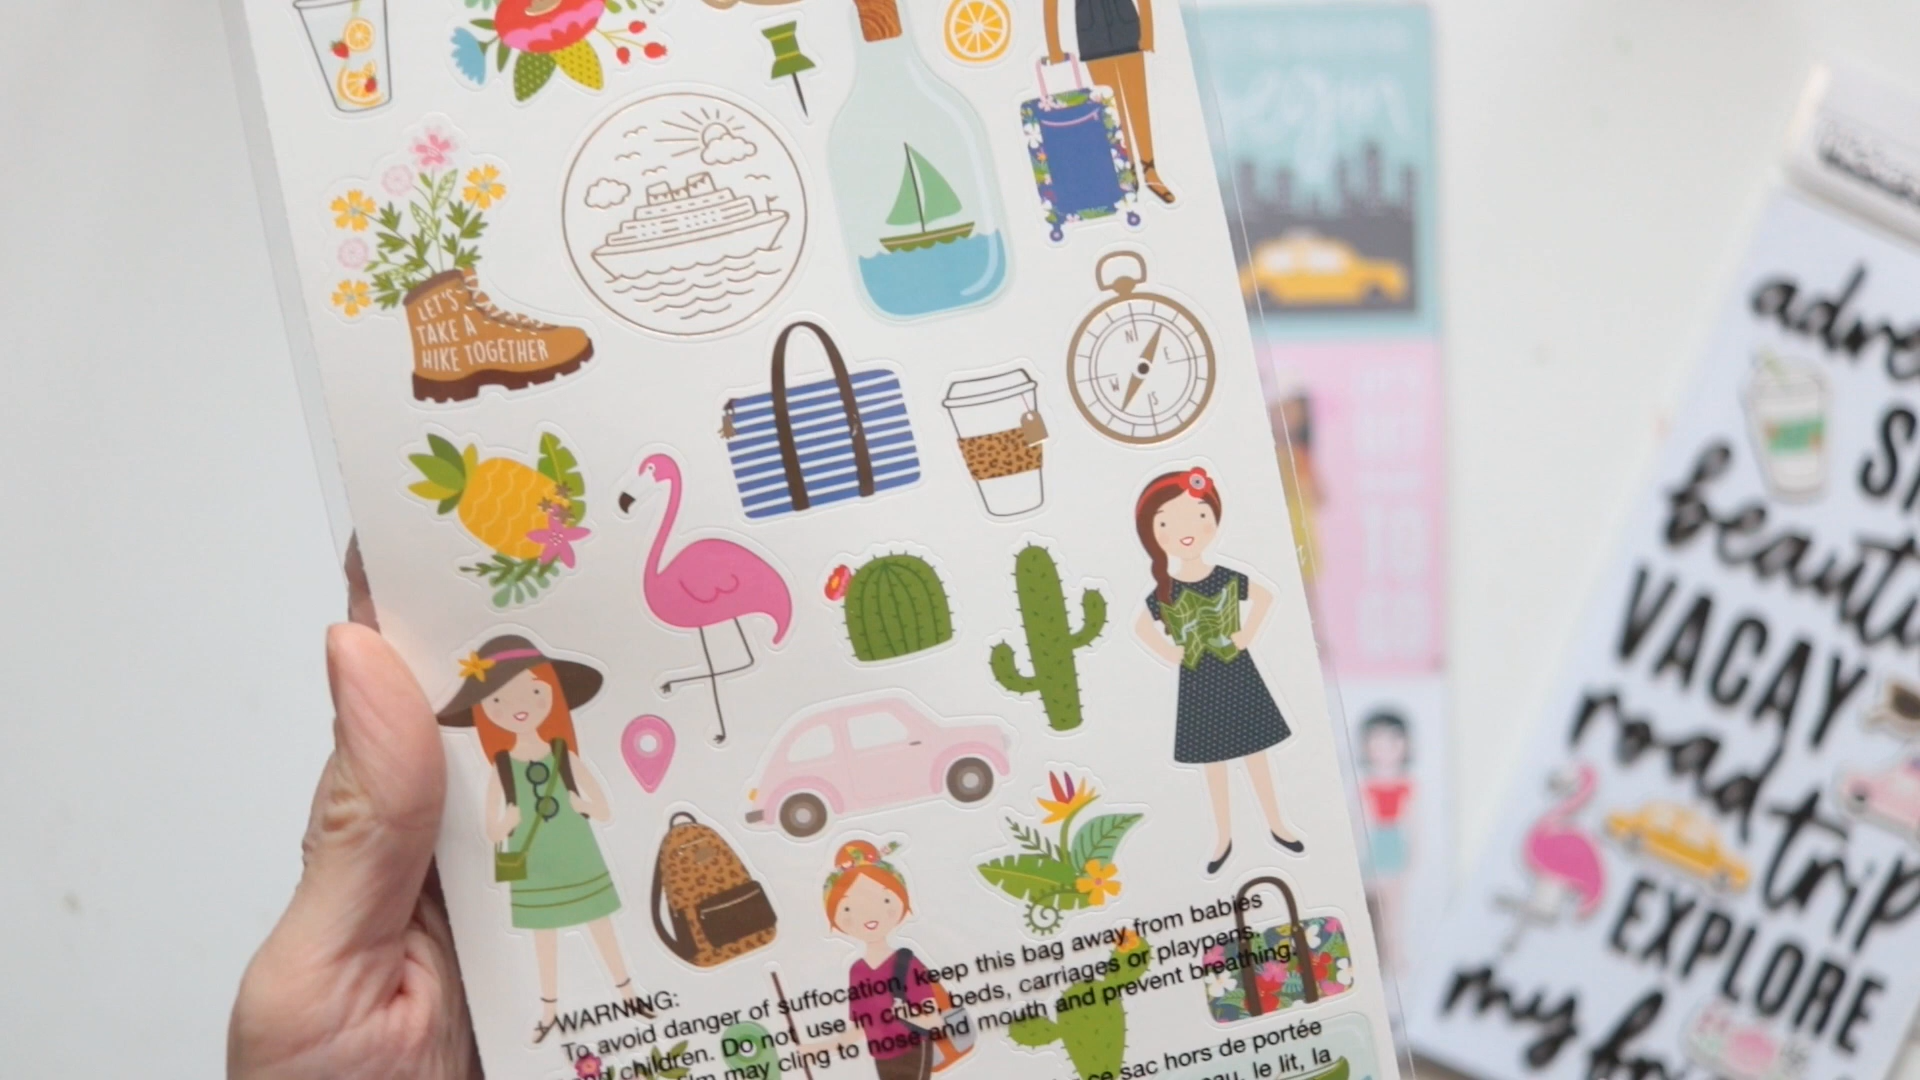 LET'S
TAKE A
HIKE TOGETHER
N
E
W
S
WARNING:
To avoid danger of suffocation, keep this bag away from babies
and children. Do not use in cribs, beds, carriages or playpens.
may cling to nose and mouth and prevent breathing.
ce sac hors de portée
le lit, la
VACAY
road trip
EXPLORE
my